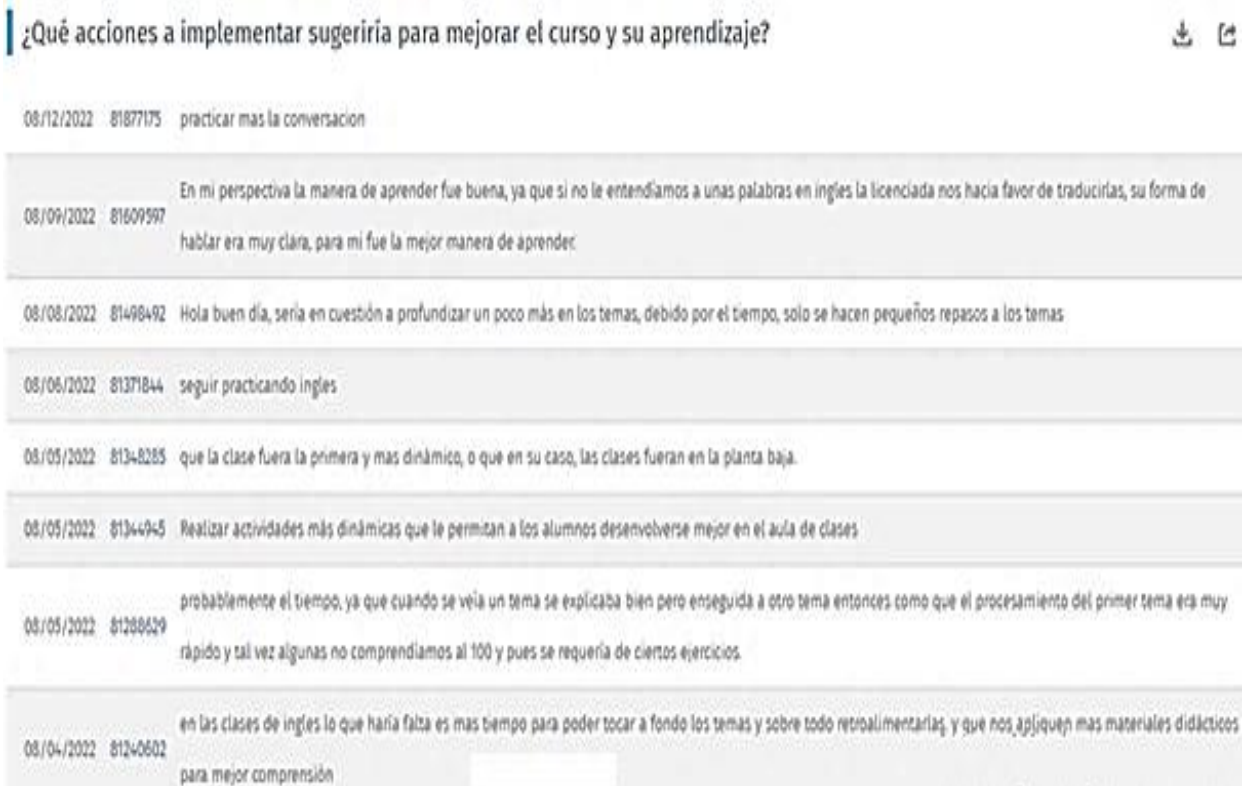 ¿Qué acciones a implementar sugeriría para mejorar el curso y su aprendizaje?
08/12/2022 81877175 practicar mas la conversacion
En mi perspectiva la manera de aprender fue buena, ya que si no le entendíamos a unas palabras en ingles la licenciada nos hacia favor de traducirlas, su forma de
08/09/2022 81609597
hablar era muy clara, para mi fue la mejor manera de aprender.
08/08/2022 81498492 Hola buen día, sería en cuestión a profundizar un poco más en los temas, debido por el tiempo, solo se hacen pequeños repasos a los temas
08/06/2022 81371844 seguir practicando ingles
08/05/2022 81348285 que la clase fuera la primera y mas dinámico, o que en su caso, las clases fueran en la planta baja.
08/05/2022 81344945 Realizar actividades más dinámicas que le permitan a los alumnos desenvolverse mejor en el aula de clases
probablemente el tiempo, ya que cuando se veía un tema se explicaba bien pero enseguida a otro tema entonces como que el procesamiento del primer tema era muy
08/05/2022 81288629
rápido y tal vez algunas no comprendíamos al 100 y pues se requería de ciertos ejercicios.
en las clases de ingles lo que haría falta es mas tiempo para poder tocar a fondo los temas y sobre todo retroalimentarlas, y que nos apliquen mas materiales didácticos
08/04/2022 81240602
para mejor comprensión